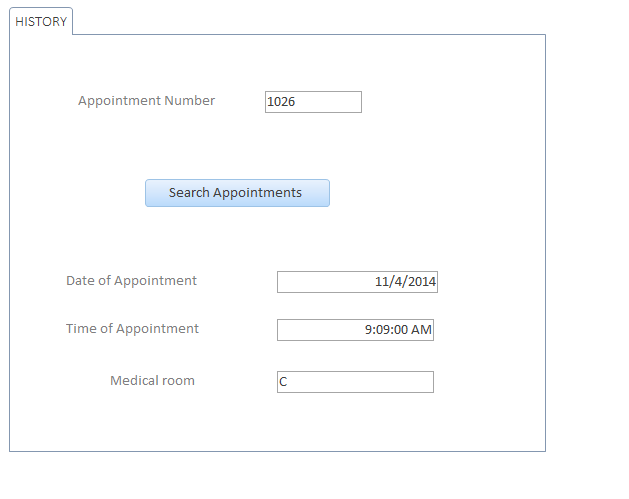 HISTORY
Appointment Number 1026
Search Appointments
Date of Appointment 11/4/2014
Time of Appointment 9:09:00 AM
Medical room C